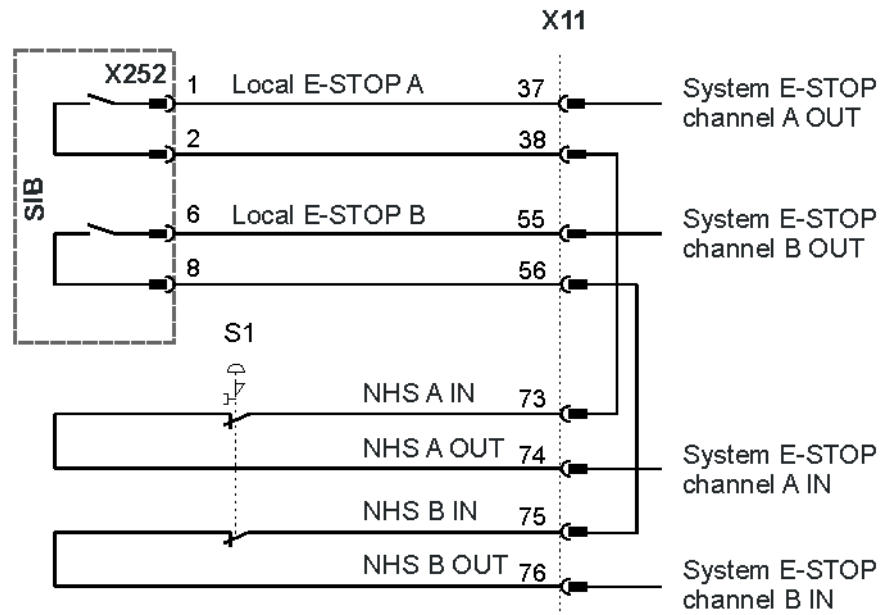 X11
X252
1 Local E-STOP A 37
System E-STOP
channel A OUT
2 38
SIB
6 Local E-STOP B 55
System E-STOP
channel B OUT
8 56
S1
NHS A IN 73
NHS A OUT 74
System E-STOP
channel A IN
NHS B IN 75
NHS B OUT 76
System E-STOP
channel B IN